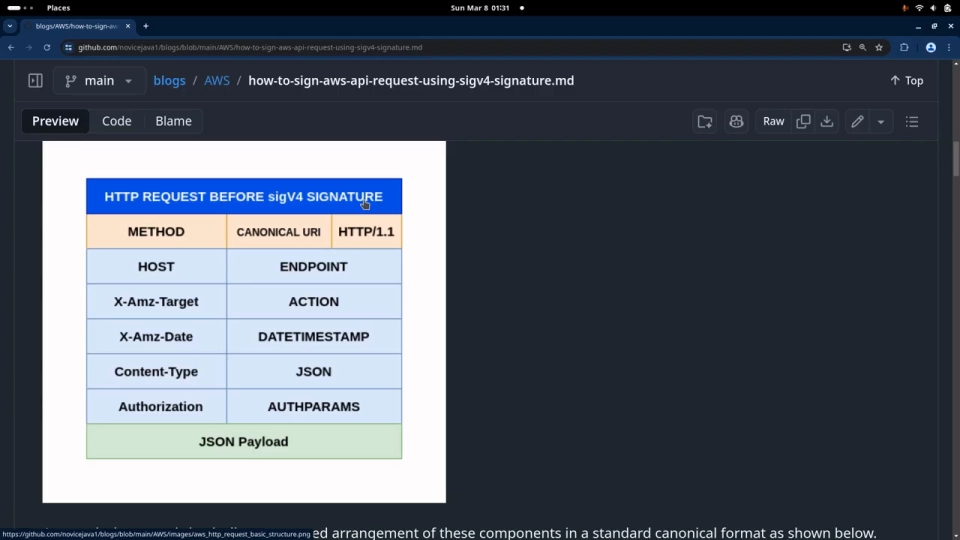 Places
Sun Mar 8 01:31
blogs/AWS/how-to-sign-aw
github.com/novicejava1/blogs/blob/main/AWS/how-to-sign-aws-api-request-using-sigv4-signature.md
main
blogs / AWS / how-to-sign-aws-api-request-using-sigv4-signature.md
Top
Preview Code Blame
Raw
HTTP REQUEST BEFORE sigV4 SIGNATURE
METHOD CANONICAL URI HTTP/1.1
HOST ENDPOINT
X-Amz-Target ACTION
X-Amz-Date DATETIMESTAMP
Content-Type JSON
Authorization AUTHPARAMS
JSON Payload
ed arrangement of these components in a standard canonical format as shown below.
https://github.com/novicejava1/blogs/blob/main/AWS/images/aws_http_request_basic_structure.png